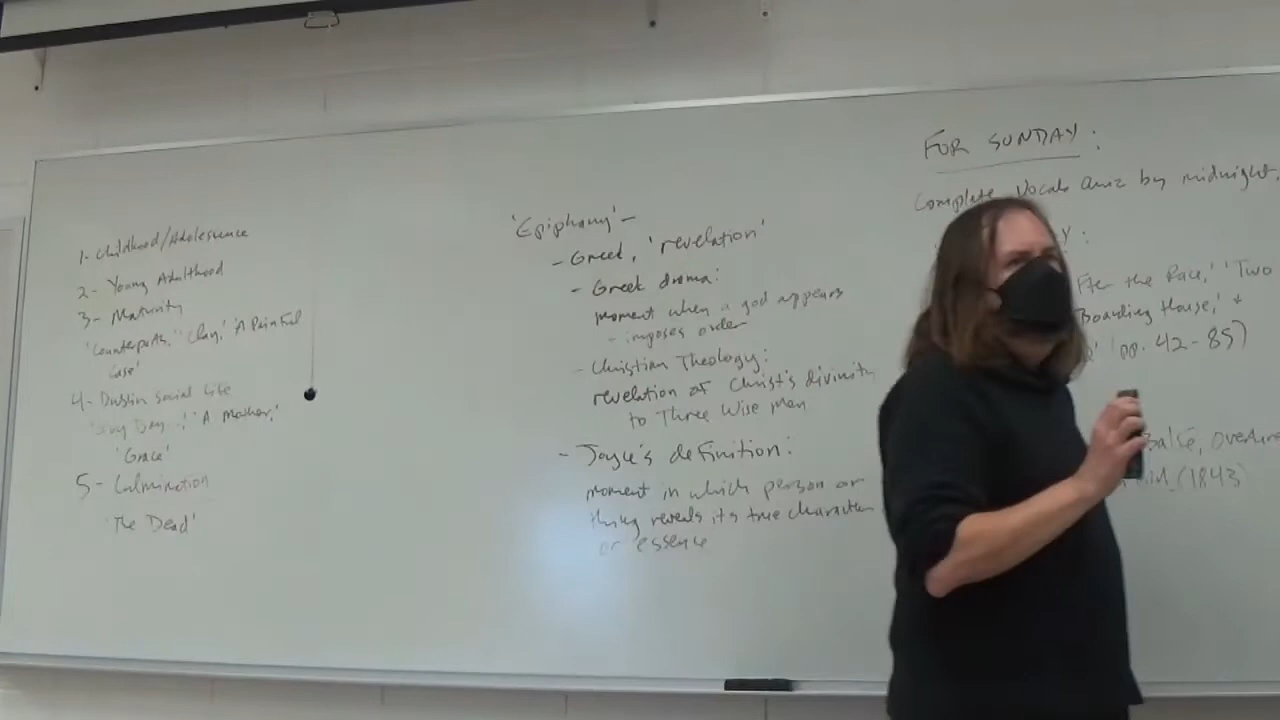 1- Childhood/Adolescence
2- Young Adulthood
3- Maturity
'Counterparts,' 'Clay,' 'A Painful
Case'
4- Dublin Social Life
'Ivy Day...,' 'A Mother,'
'Grace'
5- Culmination
'The Dead'
'Epiphany' -
- Greek, 'revelation'
- Greek drama:
moment when a god appears
- imposes order
- Christian Theology:
revelation of Christ's divinity
to Three Wise Men
- Joyce's definition:
moment in which person or
thing reveals its true character
or essence
FOR SUNDAY:
Complete Vocab Quiz by midnight.
Y:
the Race,' 'Two
Boarding House,' +
pp. 42-85)
(1843)